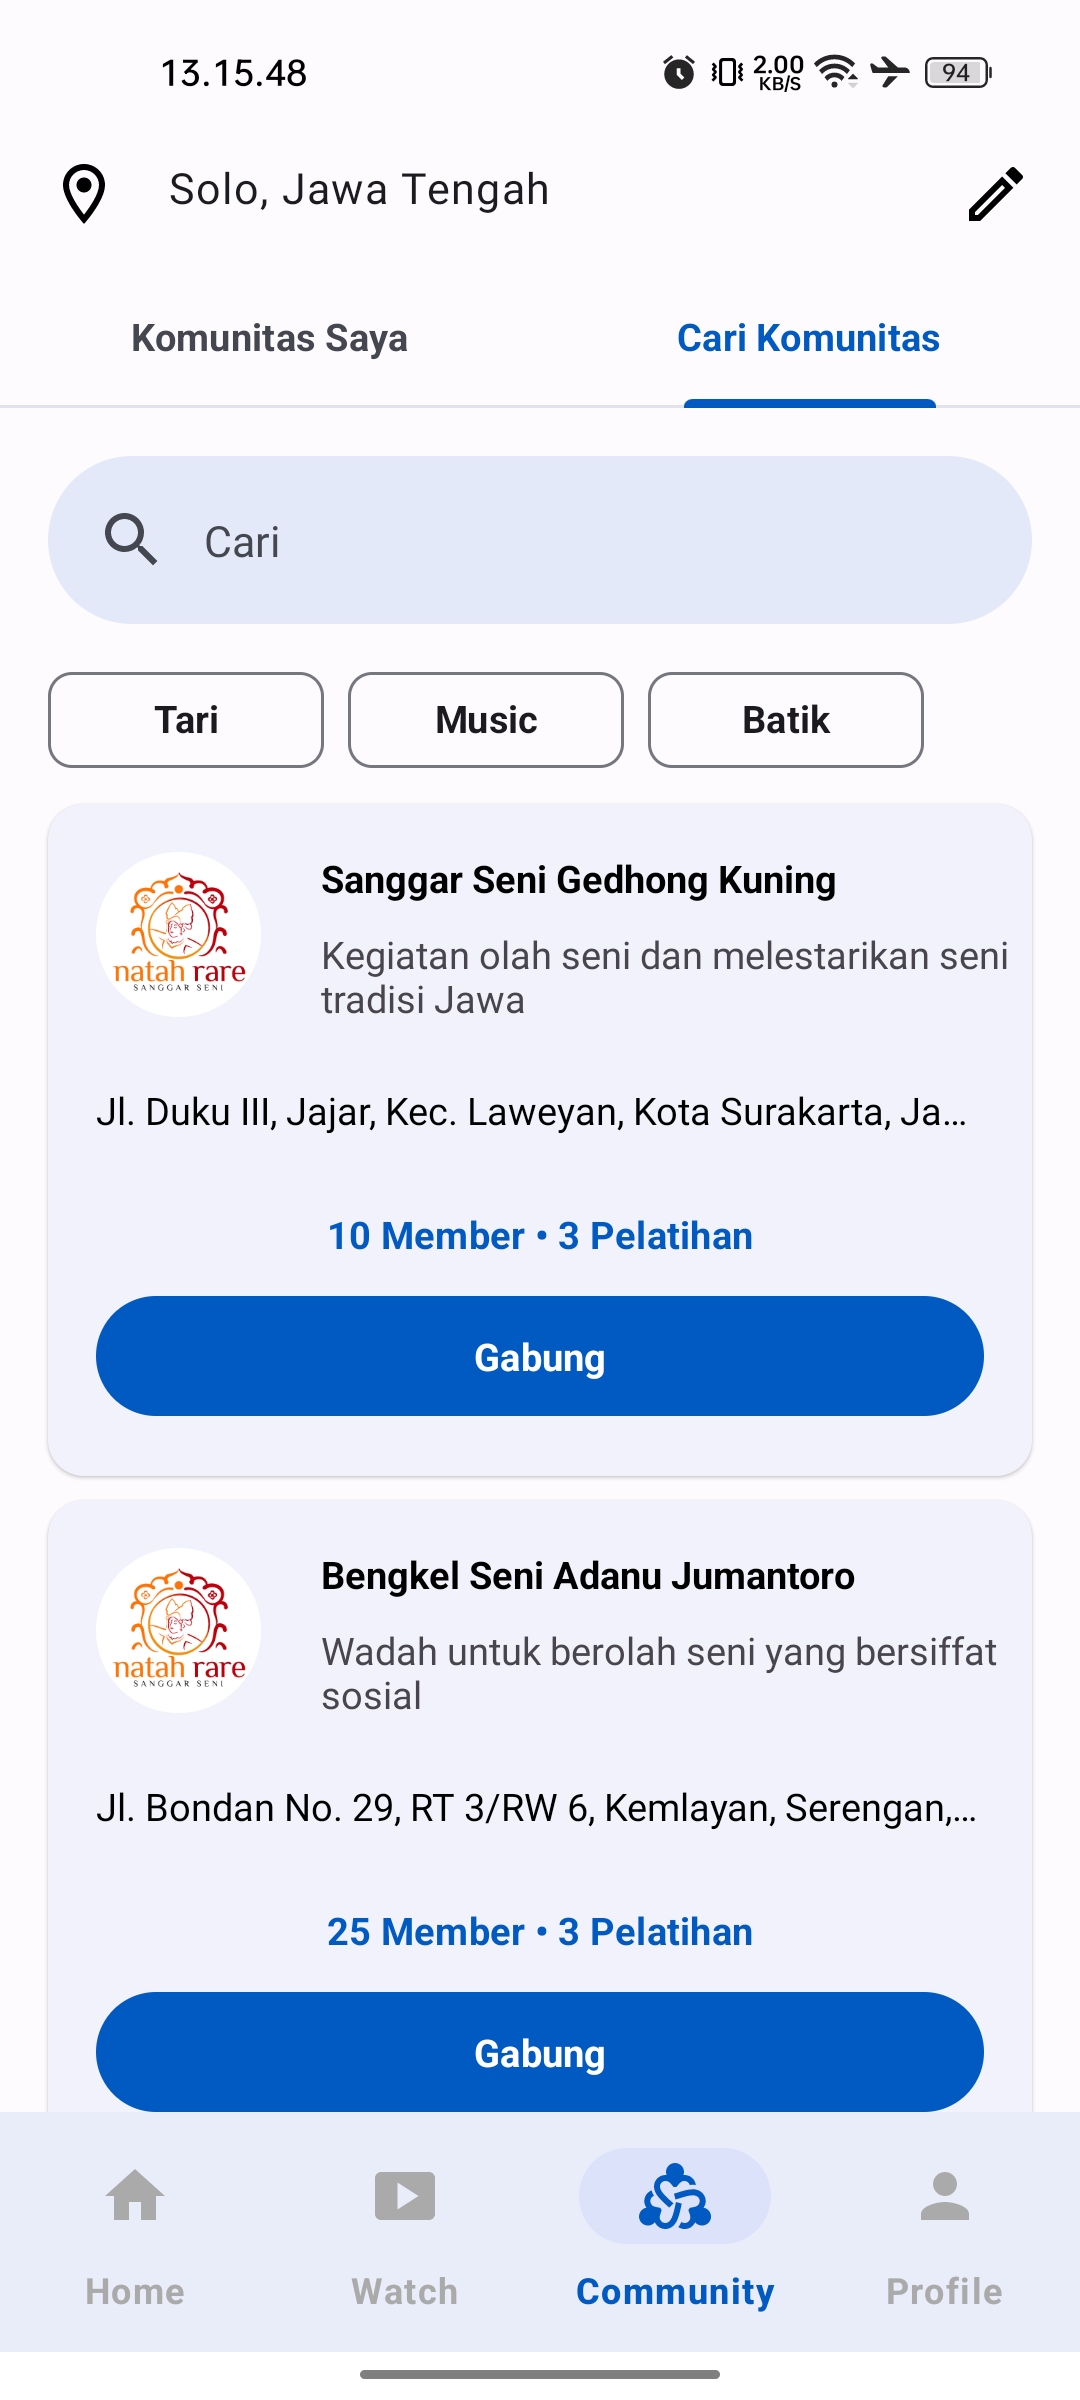 13.15.48
2.00
KB/S
94
Solo, Jawa Tengah
Komunitas Saya
Cari Komunitas
Cari
Tari
Music
Batik
natah rare
SANGGAR SENI
Sanggar Seni Gedhong Kuning
Kegiatan olah seni dan melestarikan seni
tradisi Jawa
Jl. Duku III, Jajar, Kec. Laweyan, Kota Surakarta, Ja...
10 Member • 3 Pelatihan
Gabung
natah rare
SANGGAR SENI
Bengkel Seni Adanu Jumantoro
Wadah untuk berolah seni yang bersiffat
sosial
Jl. Bondan No. 29, RT 3/RW 6, Kemlayan, Serengan,...
25 Member • 3 Pelatihan
Gabung
Home
Watch
Community
Profile